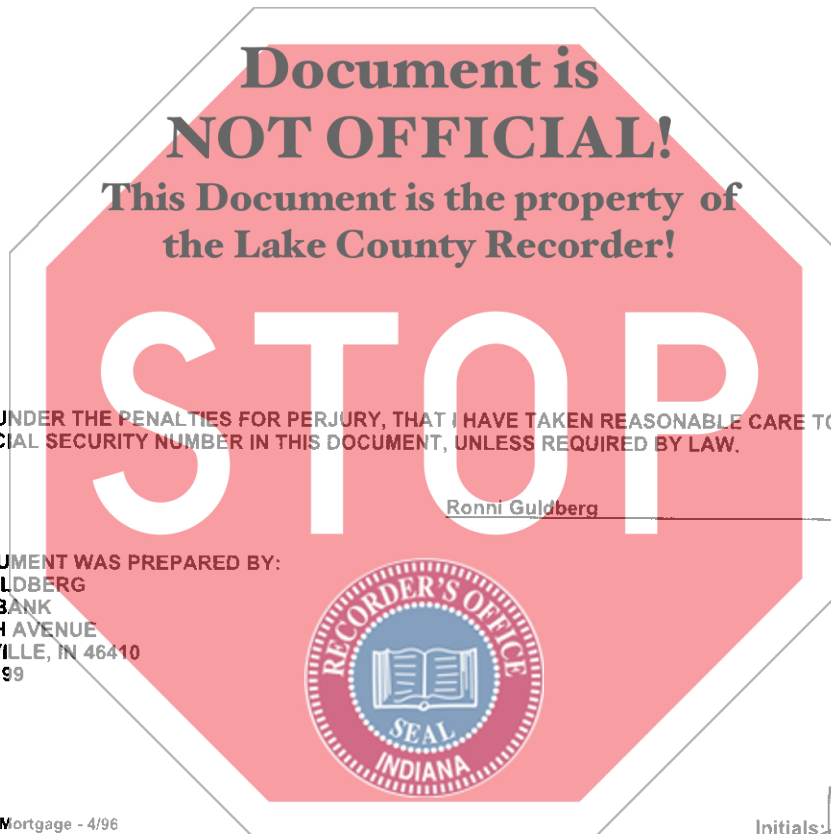 Document is
NOT OFFICIAL!
This Document is the property of
the Lake County Recorder!
STOP
UNDER THE PENALTIES FOR PERJURY, THAT I HAVE TAKEN REASONABLE CARE TO
CIAL SECURITY NUMBER IN THIS DOCUMENT, UNLESS REQUIRED BY LAW.
Ronni Guldberg
UMENT WAS PREPARED BY:
LDBERG
BANK
H AVENUE
ILLE, IN 46410
99
RECORDER'S OFFICE
SEAL
INDIANA
Mortgage - 4/96
Initials: